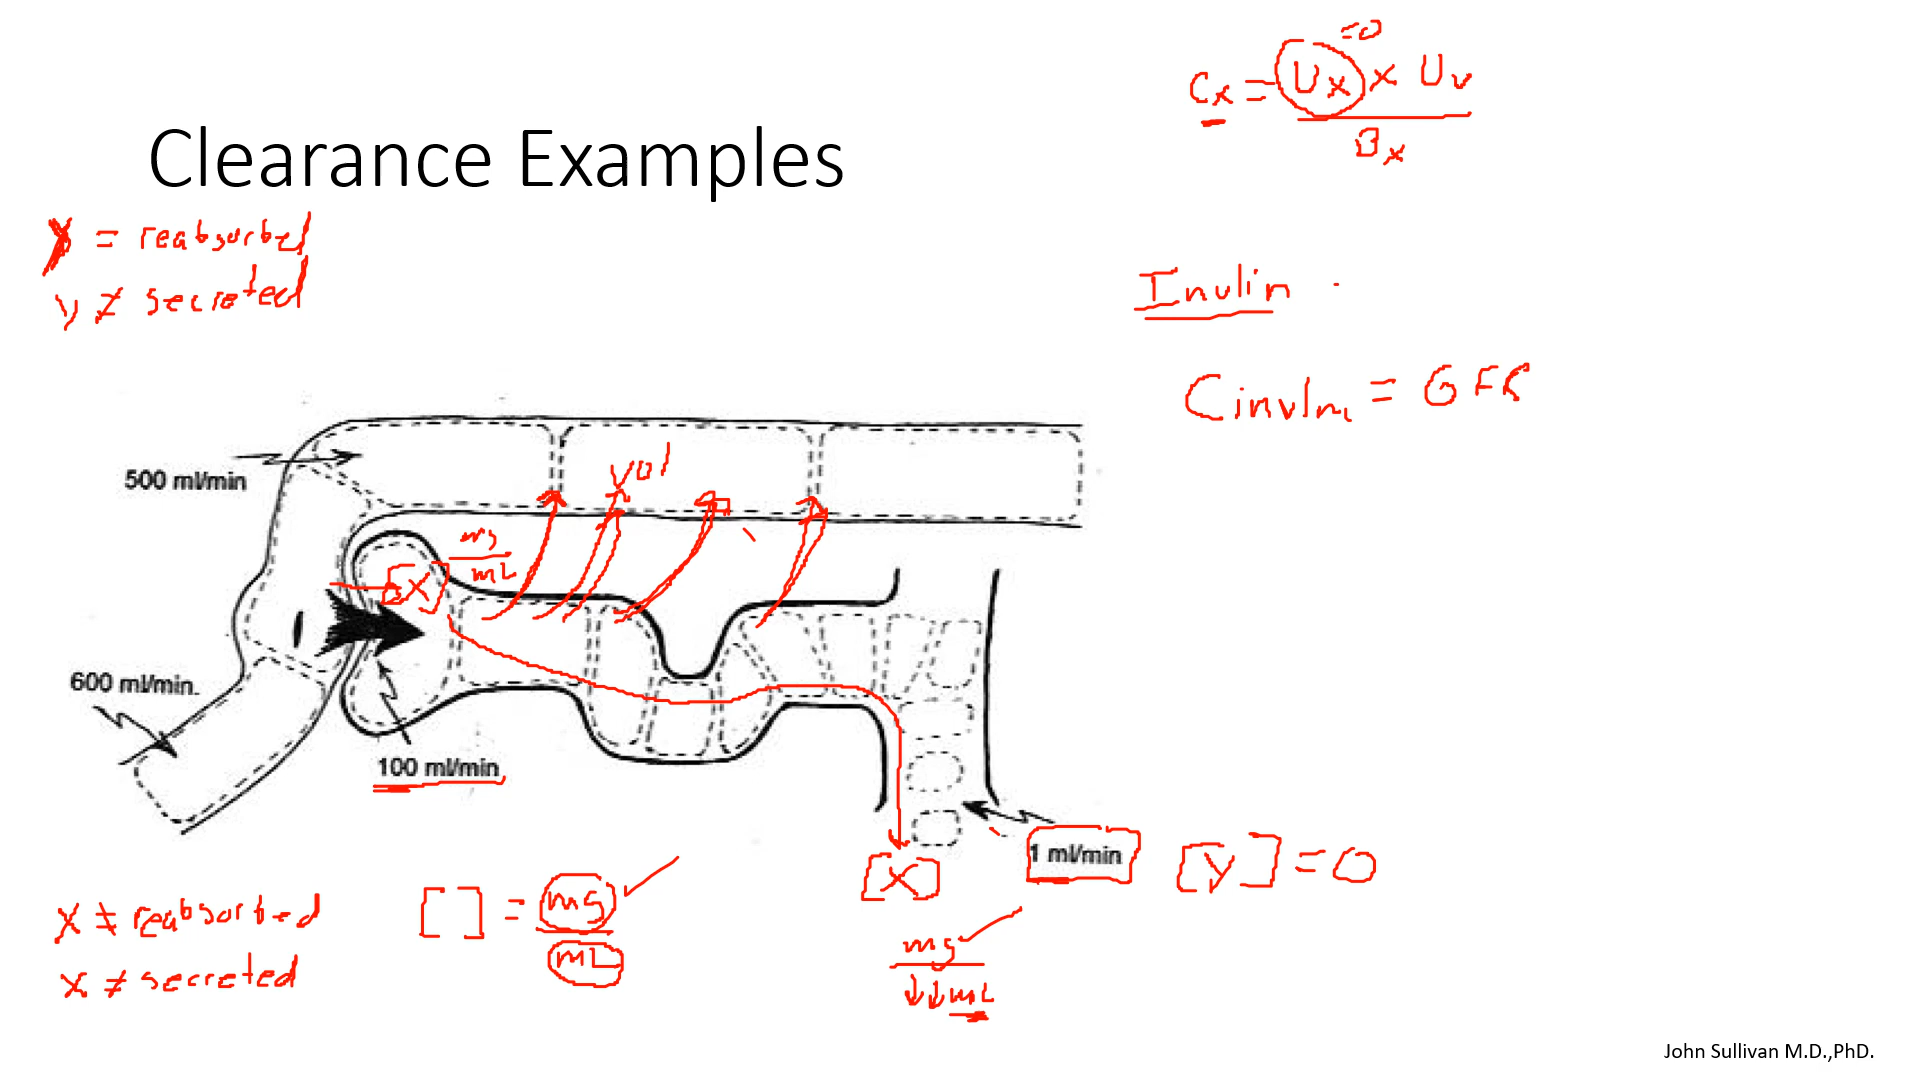 =0
Cx = Ux × Uv
Bx
Clearance Examples
y = reabsorbed
y ≠ secreted
Inulin
Cinulin = GFR
500 ml/min
vol
mg
mL
[X]
600 ml/min.
100 ml/min
1 ml/min
[y] = 0
[X]
x ≠ reabsorbed
[ ] = mg
mL
x ≠ secreted
mg
↓↓mL
John Sullivan M.D.,PhD.